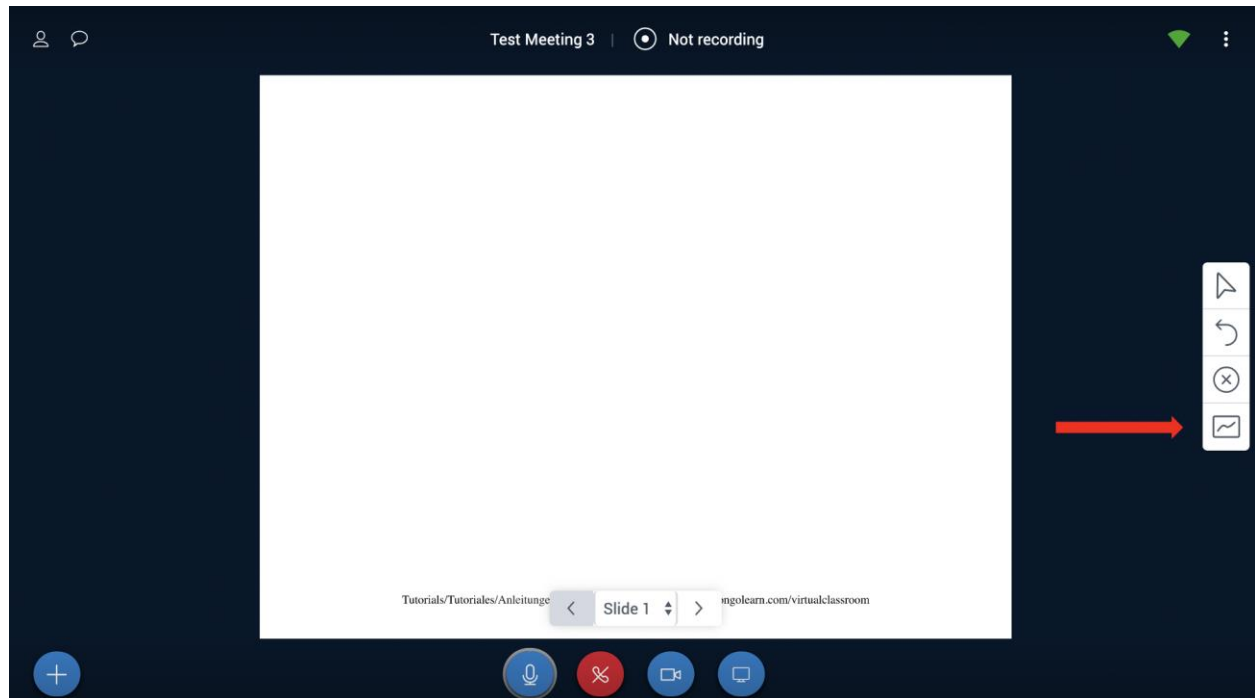 Test Meeting 3 | Not recording
Tutorials/Tutoriales/Anleitunge
Slide 1
ngolearn.com/virtualclassroom